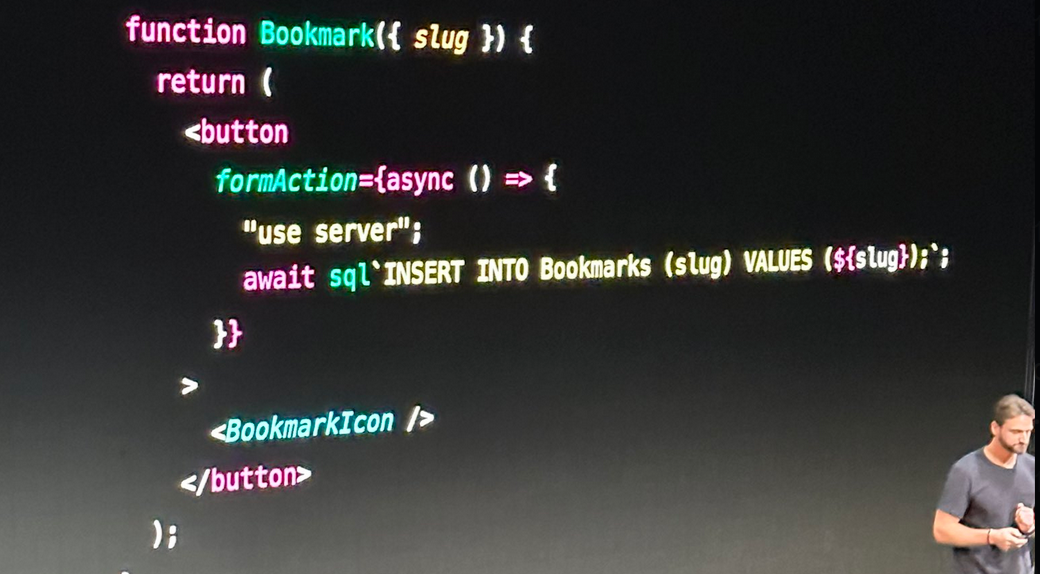 function Bookmark({ slug }) {
return (
<button
formAction={async () => {
"use server";
await sql`INSERT INTO Bookmarks (slug) VALUES (${slug});`;
}}
>
<BookmarkIcon />
</button>
);